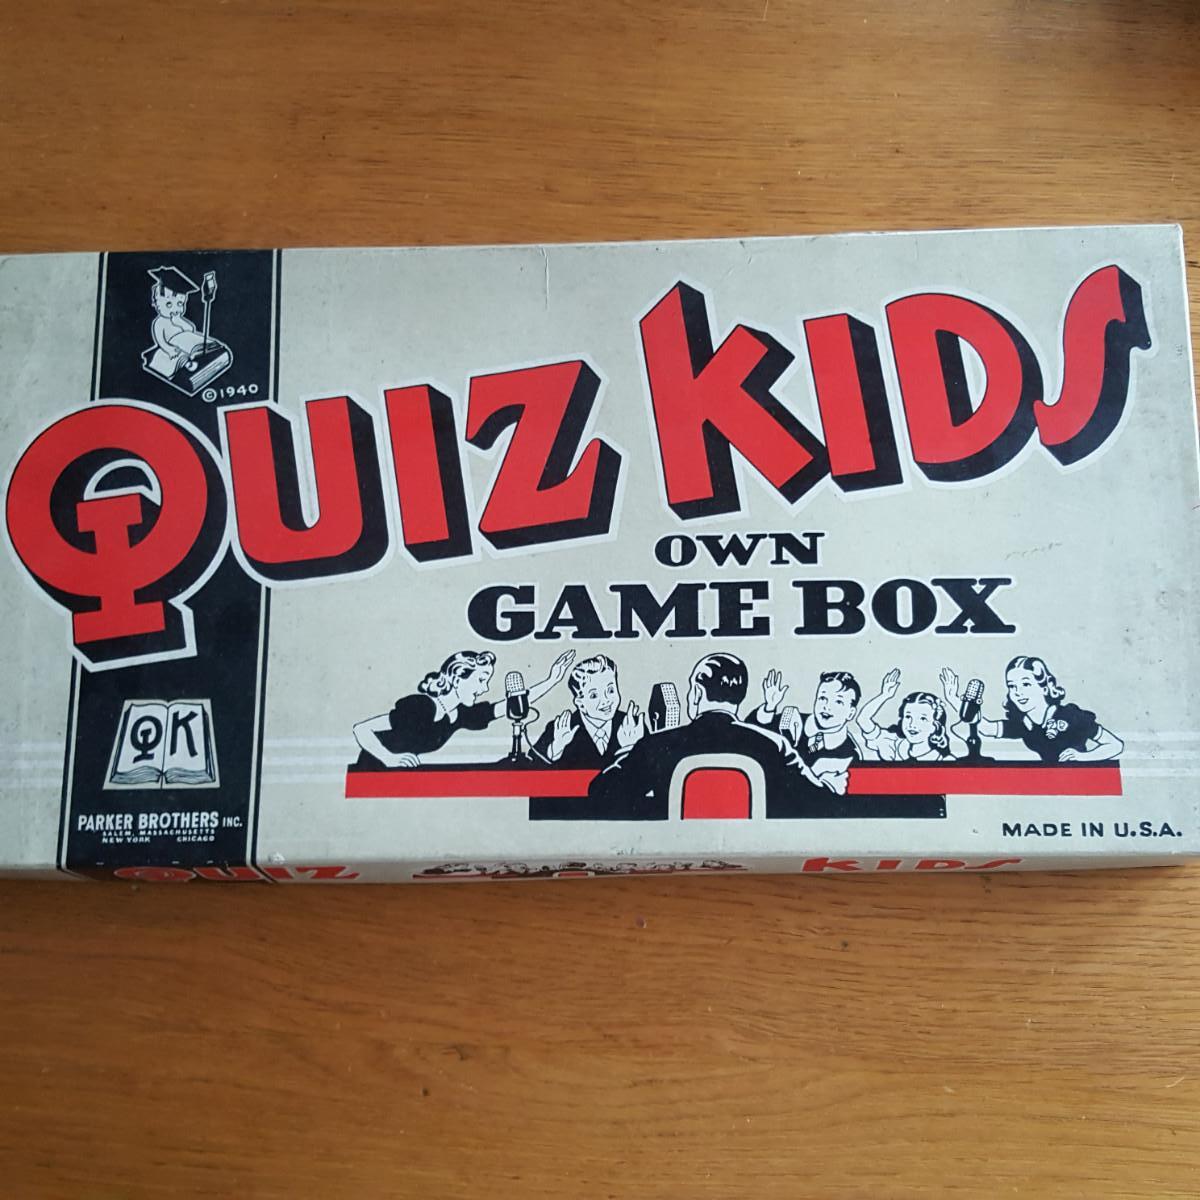 ©1940
QUIZ KIDS
OWN
GAME BOX
QK
PARKER BROTHERS INC.
SALEM, MASSACHUSETTS
NEW YORK CHICAGO
MADE IN U.S.A.
QUIZ KIDS